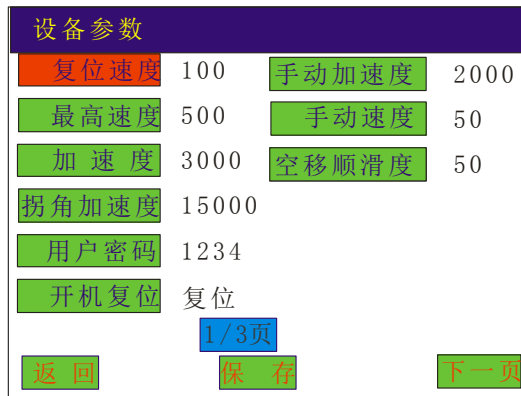 设备参数
复位速度 100 手动加速度 2000
最高速度 500 手动速度 50
加 速 度 3000 空移顺滑度 50
拐角加速度 15000
用户密码 1234
开机复位 复位
1/3页
返 回 保 存 下一页